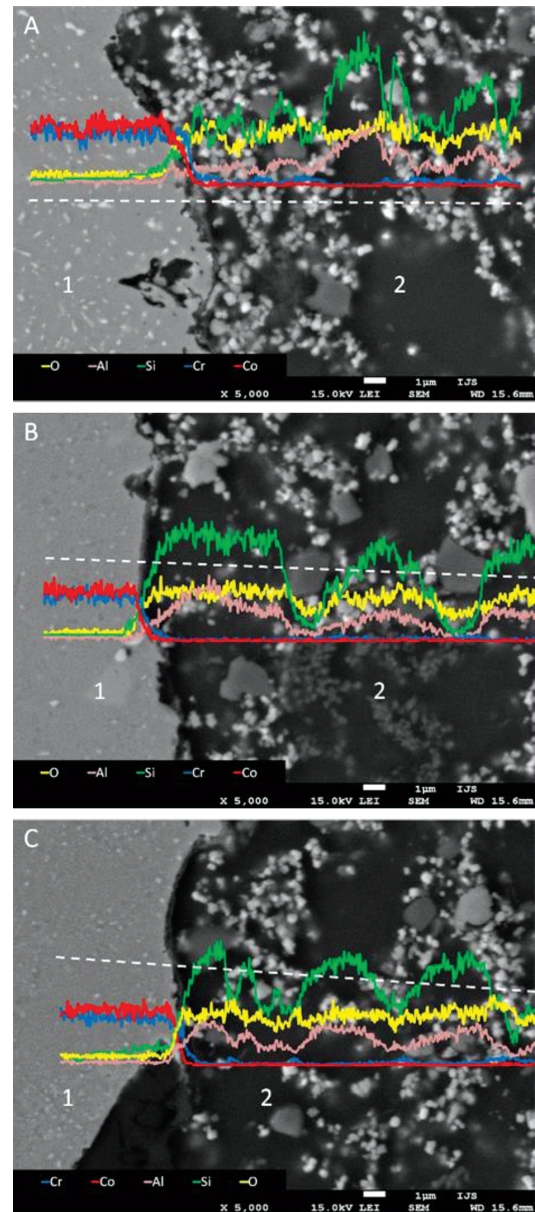 A
1
2
O Al Si Cr Co
X 5,000 15.0kV LEI 1μm IJS SEM WD 15.6mm
B
1
2
O Al Si Cr Co
X 5,000 15.0kV LEI 1μm IJS SEM WD 15.6mm
C
1
2
Cr Co Al Si O
X 5,000 15.0kV LEI 1μm IJS SEM WD 15.6mm